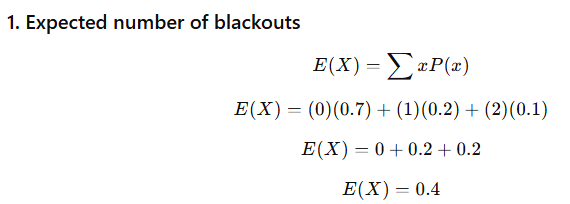 1. Expected number of blackouts
E(X) = ∑ xP(x)
E(X) = (0)(0.7) + (1)(0.2) + (2)(0.1)
E(X) = 0 + 0.2 + 0.2
E(X) = 0.4